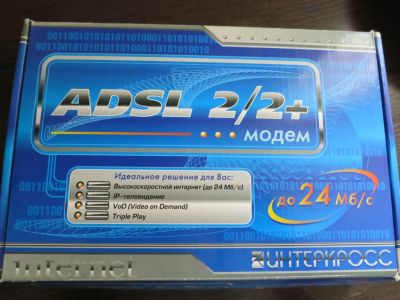 ADSL 2/2+
модем
Идеальное решение для Вас:
Высокоскоростной интернет (до 24 Мб/с)
IP-телевидение
VoD (Video on Demand)
Triple Play
до 24 Мб/с
internet
ИНТЕРКРОСС